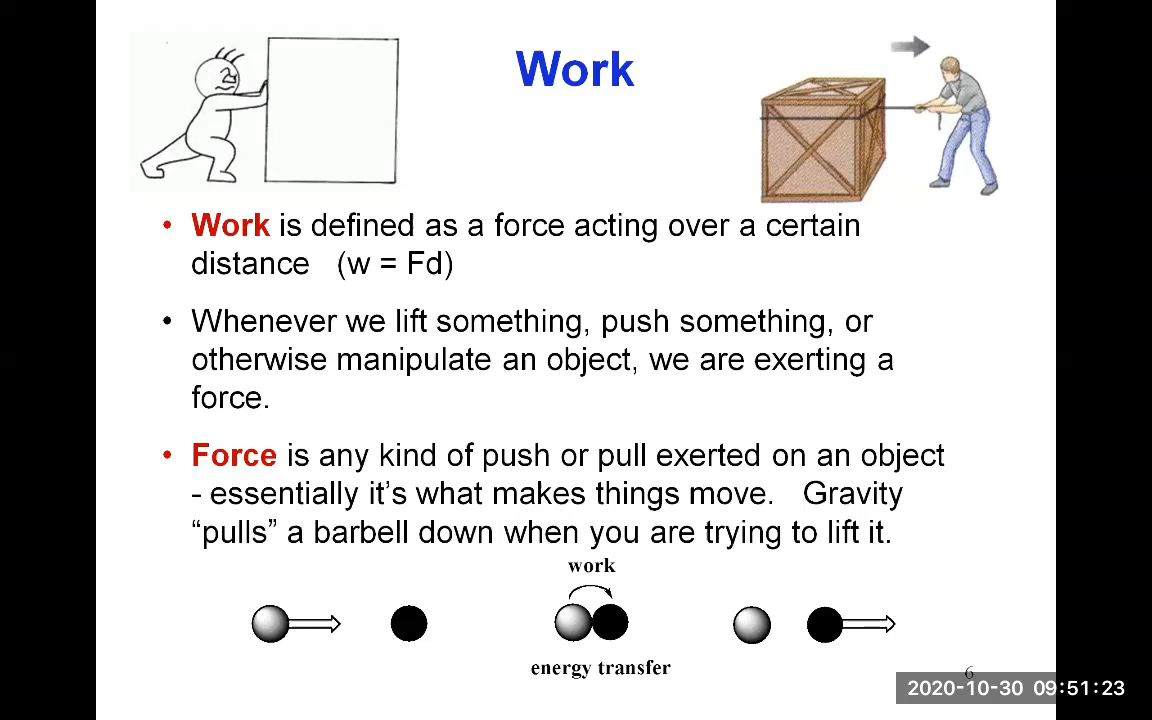 Work
• Work is defined as a force acting over a certain
distance (w = Fd)
• Whenever we lift something, push something, or
otherwise manipulate an object, we are exerting a
force.
• Force is any kind of push or pull exerted on an object
- essentially it’s what makes things move. Gravity
“pulls” a barbell down when you are trying to lift it.
work
energy transfer
6
2020-10-30 09:51:23